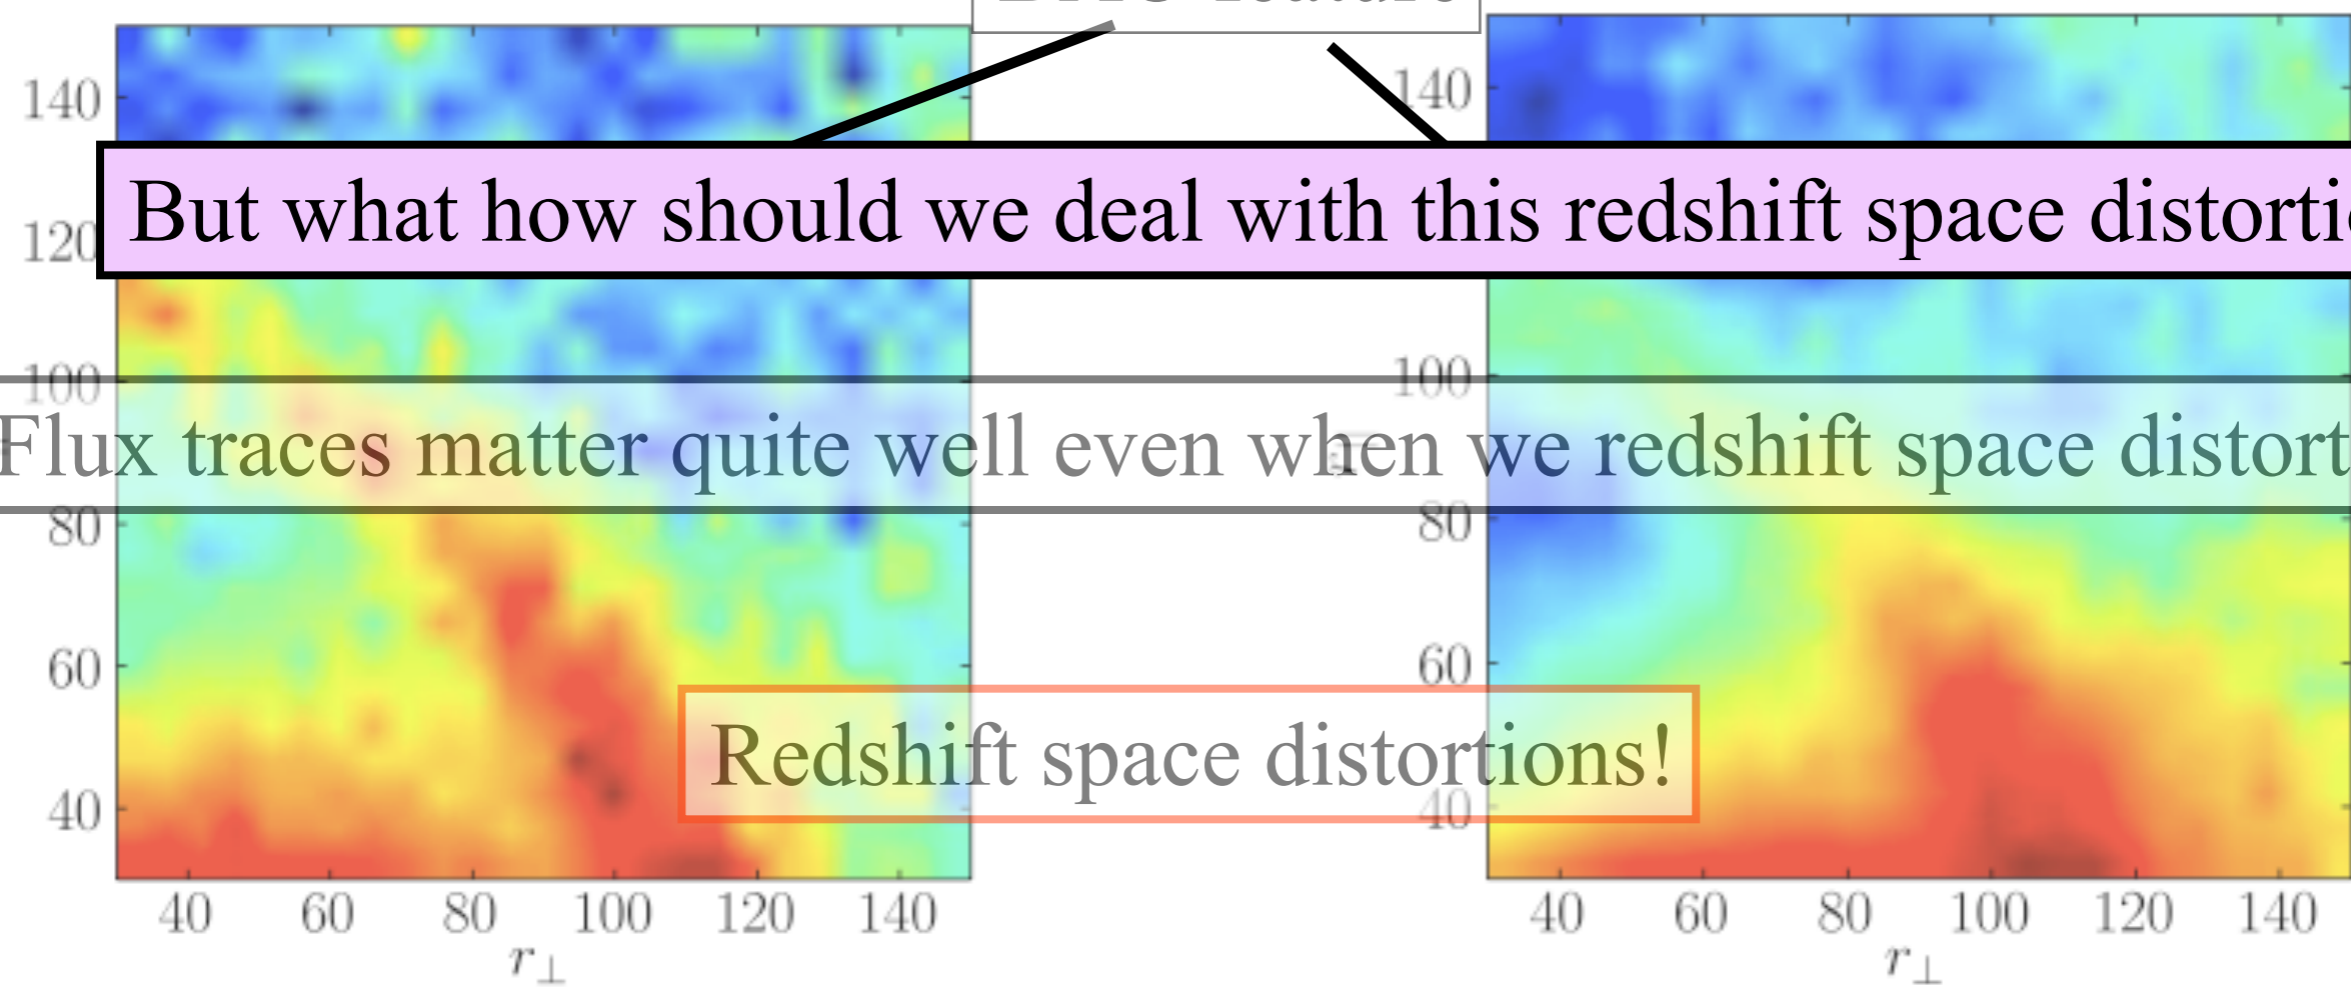 feature
140
140
But what how should we deal with this redshift space
120
100
100
Flux traces matter quite well even when we redshift space
80
80
60
60
Redshift space distortions!
40
40
40 60 80 100 120 140
40 60 80 100 120 140
r⊥
r⊥